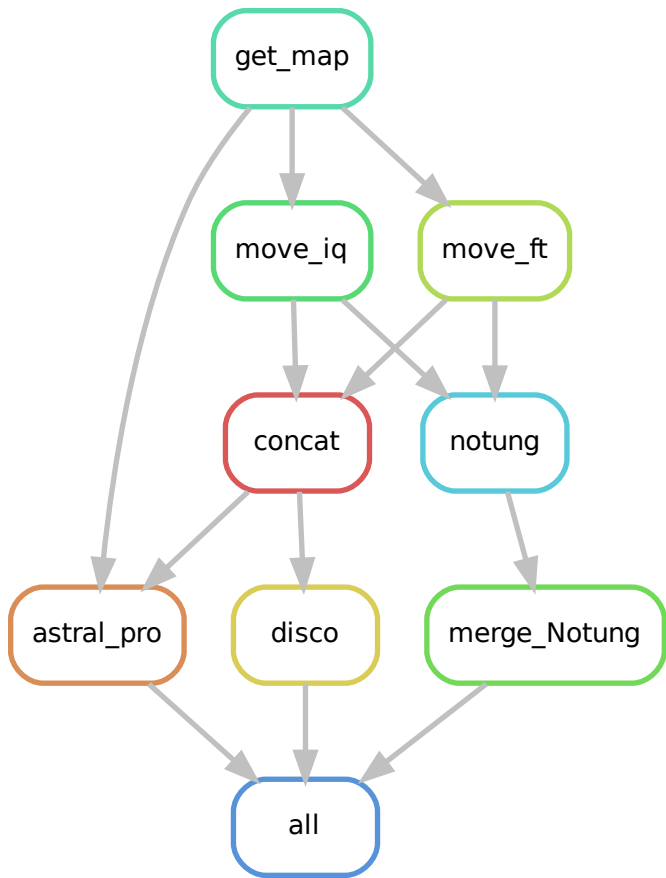 get_map
move_iq
move_ft
concat
notung
astral_pro
disco
merge_Notung
all